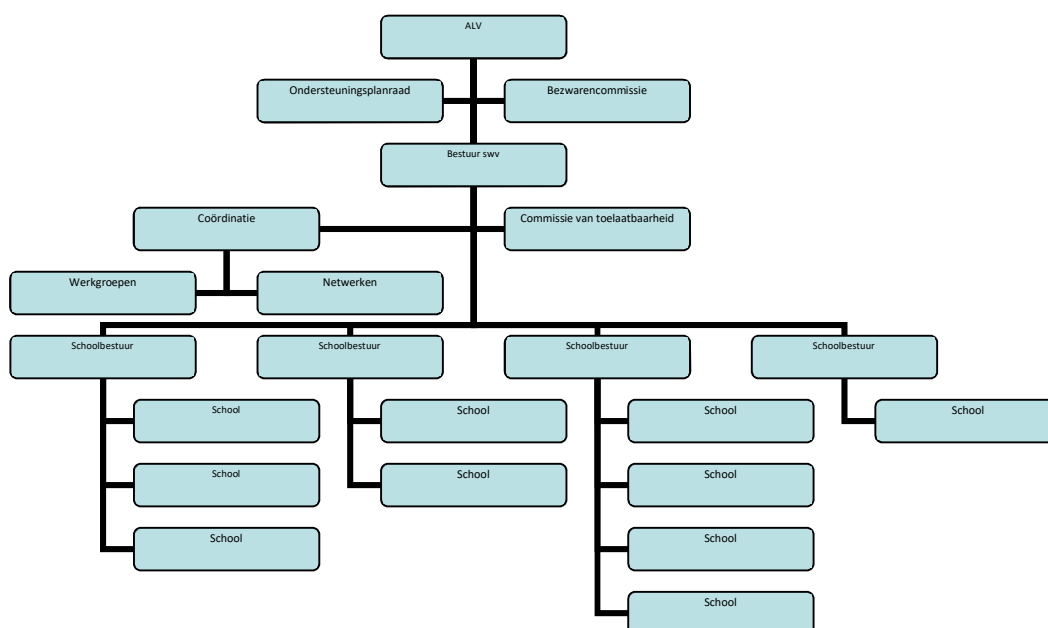 ALV
Ondersteuningsplanraad
Bezwarencommissie
Bestuur swv
Coördinatie
Commissie van toelaatbaarheid
Werkgroepen
Netwerken
Schoolbestuur
Schoolbestuur
Schoolbestuur
Schoolbestuur
School
School
School
School
School
School
School
School
School
School